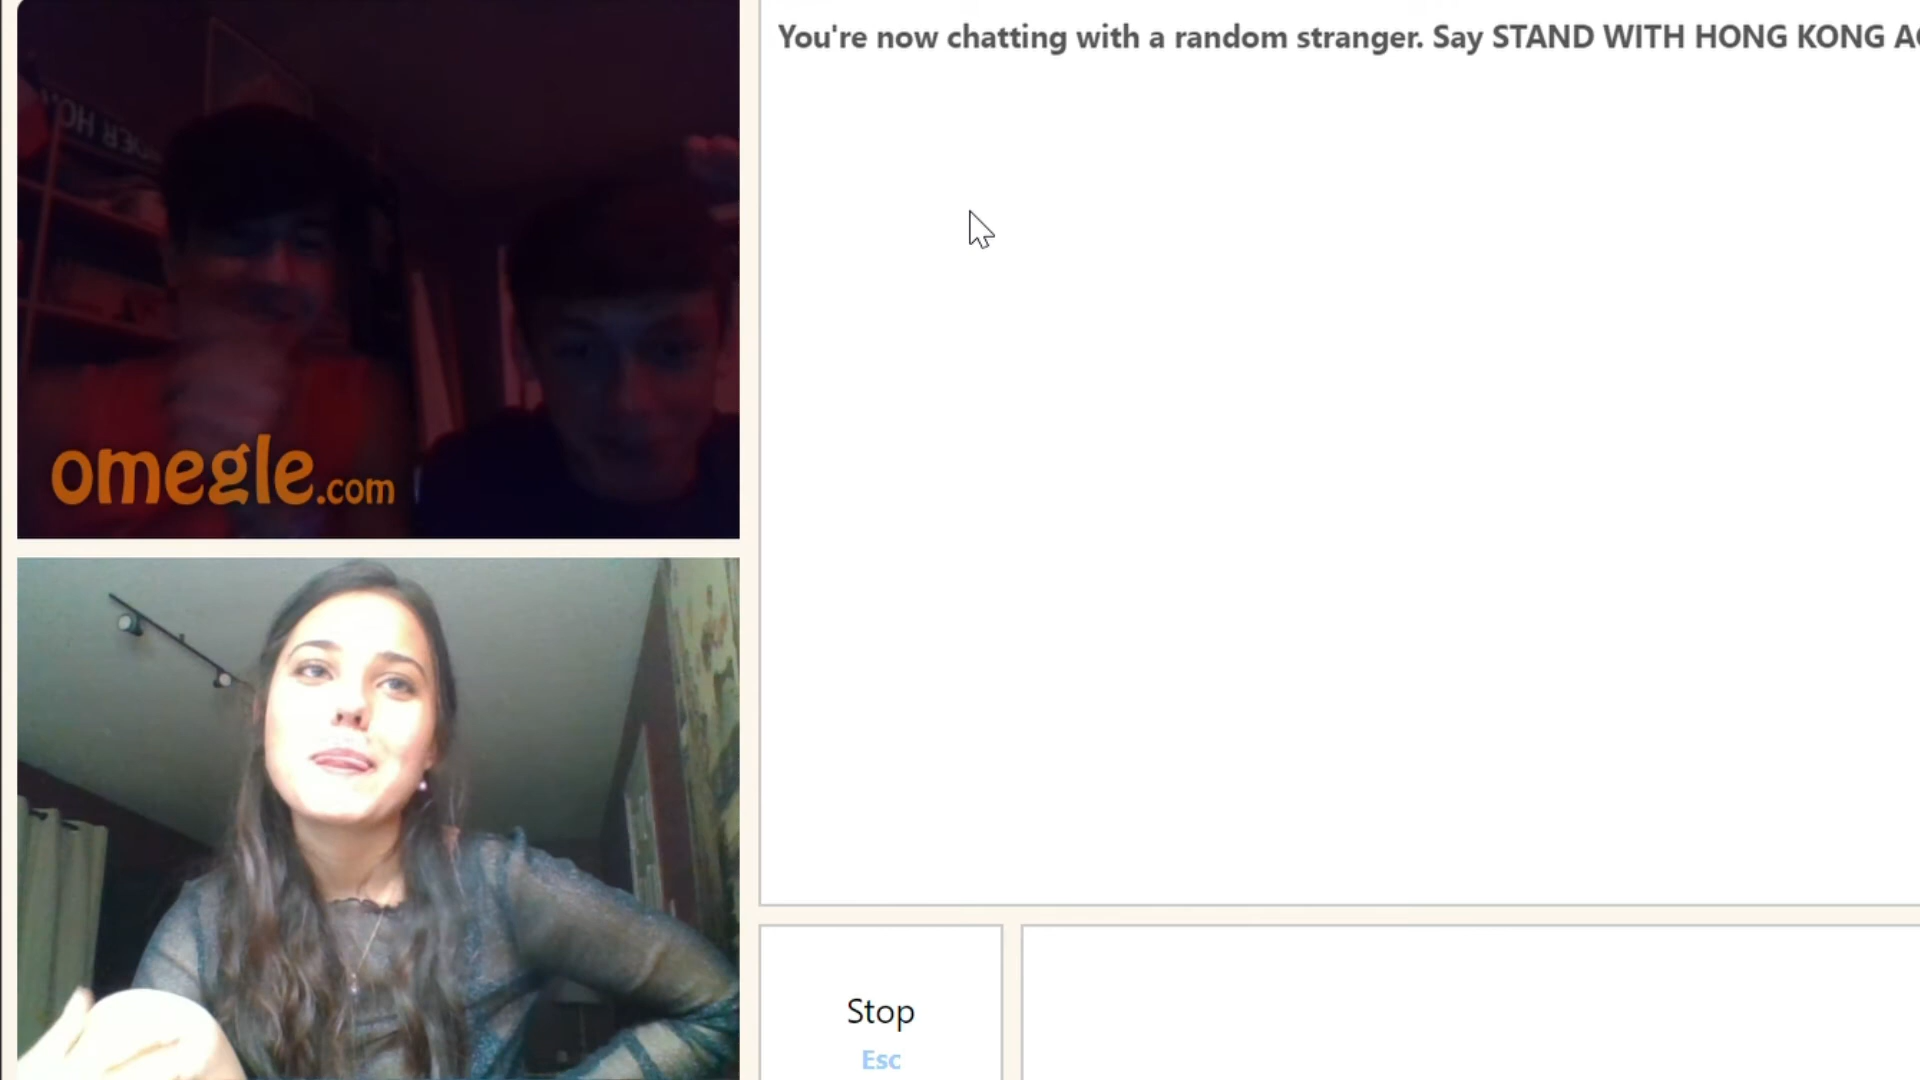 You're now chatting with a random stranger. Say STAND WITH HONG KONG
omegle.com
Stop
Esc